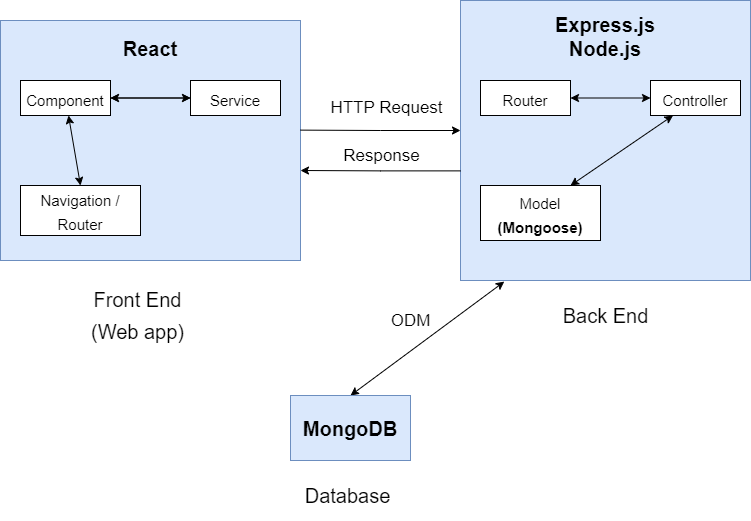 React
Component
Service
Navigation /
Router
Front End
(Web app)
HTTP Request
Response
Express.js
Node.js
Router
Controller
Model
(Mongoose)
Back End
ODM
MongoDB
Database